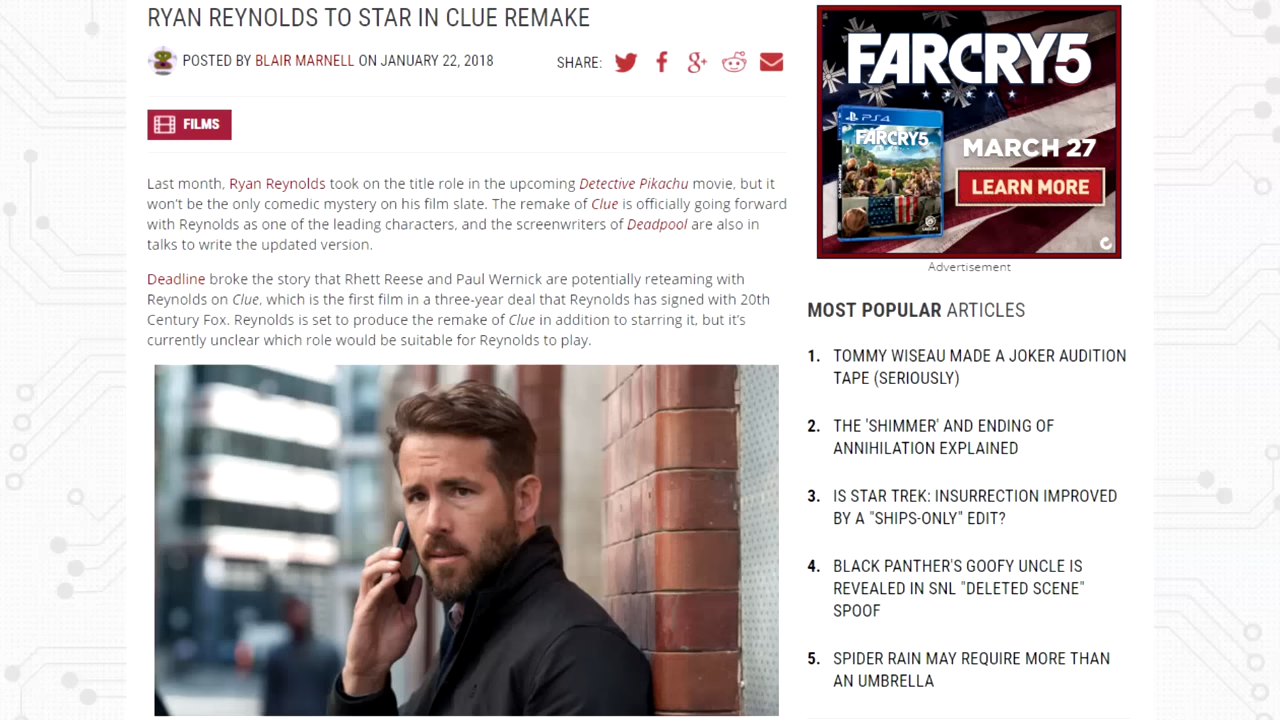 RYAN REYNOLDS TO STAR IN CLUE REMAKE
POSTED BY BLAIR MARNELL ON JANUARY 22, 2018
SHARE:
FILMS
Last month, Ryan Reynolds took on the title role in the upcoming Detective Pikachu movie, but it
won't be the only comedic mystery on his film slate. The remake of Clue is officially going forward
with Reynolds as one of the leading characters, and the screenwriters of Deadpool are also in
talks to write the updated version.
Deadline broke the story that Rhett Reese and Paul Wernick are potentially reteaming with
Reynolds on Clue, which is the first film in a three-year deal that Reynolds has signed with 20th
Century Fox. Reynolds is set to produce the remake of Clue in addition to starring it, but it's
currently unclear which role would be suitable for Reynolds to play.
FARCRY5
PS4
FARCRY5
MARCH 27
LEARN MORE
Advertisement
MOST POPULAR ARTICLES
1. TOMMY WISEAU MADE A JOKER AUDITION
TAPE (SERIOUSLY)
2. THE 'SHIMMER' AND ENDING OF
ANNIHILATION EXPLAINED
3. IS STAR TREK: INSURRECTION IMPROVED
BY A "SHIPS-ONLY" EDIT?
4. BLACK PANTHER'S GOOFY UNCLE IS
REVEALED IN SNL "DELETED SCENE"
SPOOF
5. SPIDER RAIN MAY REQUIRE MORE THAN
AN UMBRELLA